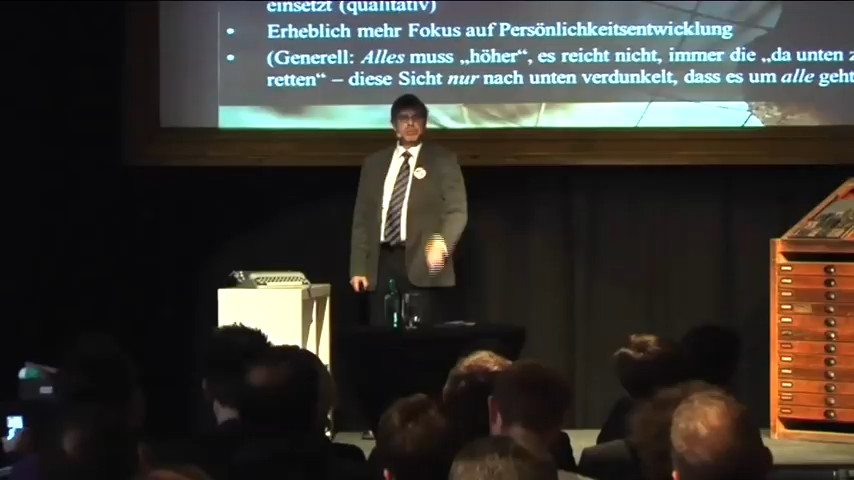 einsetzt (qualitativ)
• Erheblich mehr Fokus auf Persönlichkeitsentwicklung
• (Generell: Alles muss „höher“, es reicht nicht, immer die „da unten z
retten“ – diese Sicht nur nach unten verdunkelt, dass es um alle geht